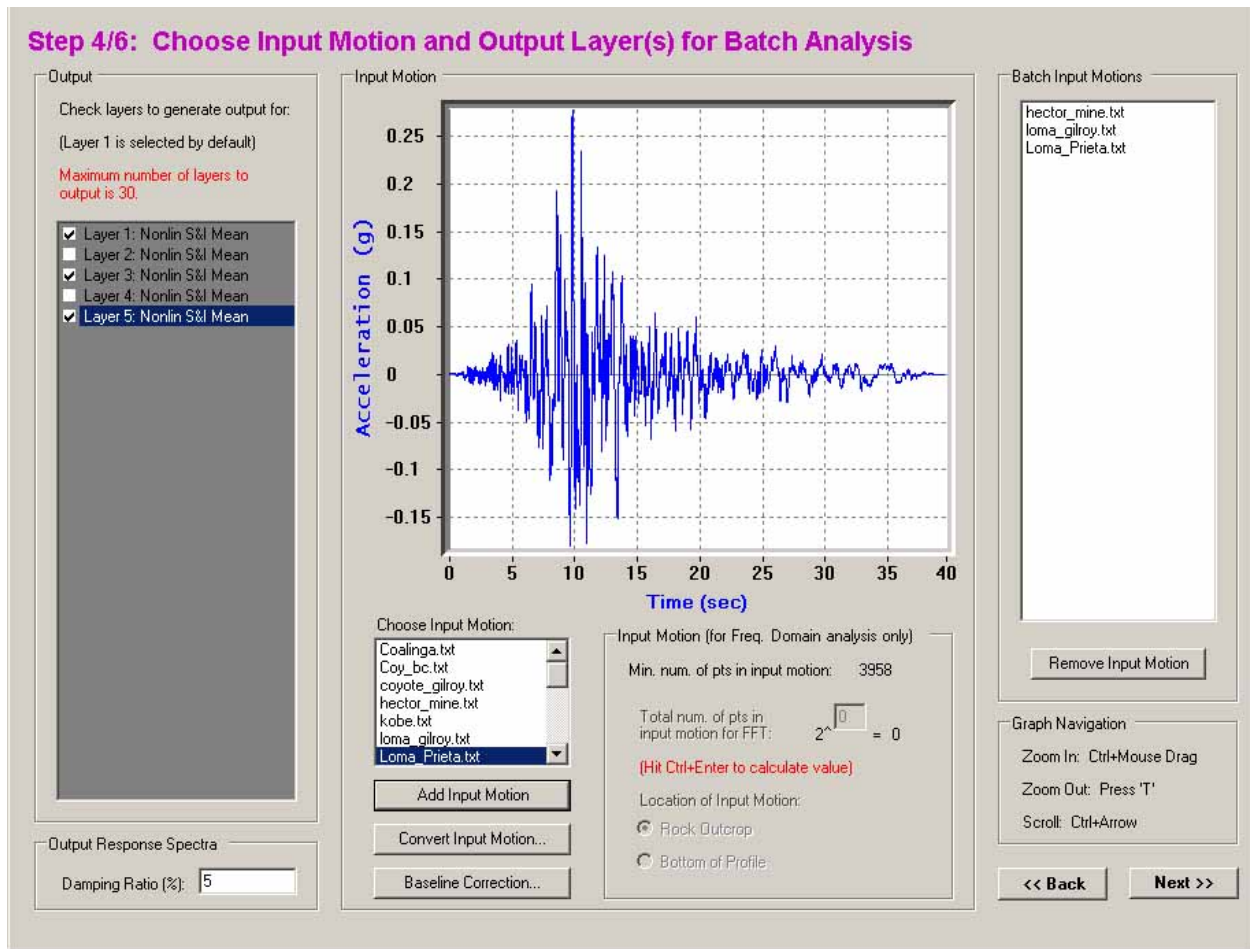 Step 4/6: Choose Input Motion and Output Layer(s) for Batch Analysis
Output
Check layers to generate output for:
(Layer 1 is selected by default)
Maximum number of layers to
output is 30.
Layer 1: Nonlin S&I Mean
Layer 2: Nonlin S&I Mean
Layer 3: Nonlin S&I Mean
Layer 4: Nonlin S&I Mean
Layer 5: Nonlin S&I Mean
Output Response Spectra
Damping Ratio (%): 5
Input Motion
Acceleration (g)
0.25
0.2
0.15
0.1
0.05
0
-0.05
-0.1
-0.15
0 5 10 15 20 25 30 35 40
Time (sec)
Choose Input Motion:
Coalinga.txt
Coy_bc.txt
coyote_gilroy.txt
hector_mine.txt
kobe.txt
loma_gilroy.txt
Loma_Prieta.txt
Add Input Motion
Convert Input Motion...
Baseline Correction...
Input Motion (for Freq. Domain analysis only)
Min. num. of pts in input motion: 3958
Total num. of pts in
input motion for FFT: 2^ 0 = 0
(Hit Ctrl+Enter to calculate value)
Location of Input Motion:
Rock Outcrop
Bottom of Profile
Batch Input Motions
hector_mine.txt
loma_gilroy.txt
Loma_Prieta.txt
Remove Input Motion
Graph Navigation
Zoom In: Ctrl+Mouse Drag
Zoom Out: Press 'T'
Scroll: Ctrl+Arrow
<< Back
Next >>